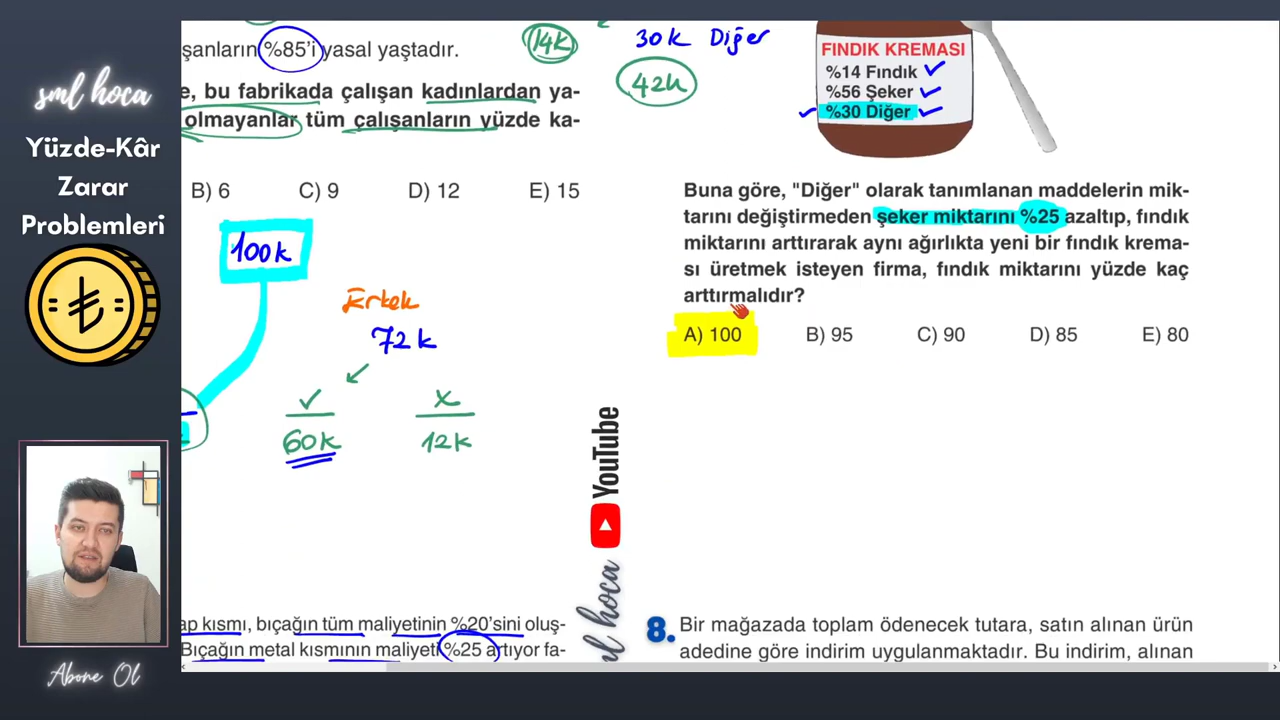 sml hoca
Yüzde-Kâr
Zarar
Problemleri
Abone Ol
şanların %85'i yasal yaştadır.
e, bu fabrikada çalışan kadınlardan ya-
olmayanlar tüm çalışanların yüzde ka-
B) 6 C) 9 D) 12 E) 15
100k
Erkek
72k
✓ x
60k 12k
ap kısmı, bıçağın tüm maliyetinin %20'sini oluş-
Bıçağın metal kısmının maliyeti %25 artıyor fa-
14k
30k Diğer
42k
FINDIK KREMASI
%14 Fındık ✓
%56 Şeker ✓
✓ %30 Diğer ✓
Buna göre, "Diğer" olarak tanımlanan maddelerin mik-
tarını değiştirmeden şeker miktarını %25 azaltıp, fındık
miktarını arttırarak aynı ağırlıkta yeni bir fındık krema-
sı üretmek isteyen firma, fındık miktarını yüzde kaç
arttırmalıdır?
A) 100 B) 95 C) 90 D) 85 E) 80
YouTube
sml hoca
8. Bir mağazada toplam ödenecek tutara, satın alınan ürün
adedine göre indirim uygulanmaktadır. Bu indirim, alınan